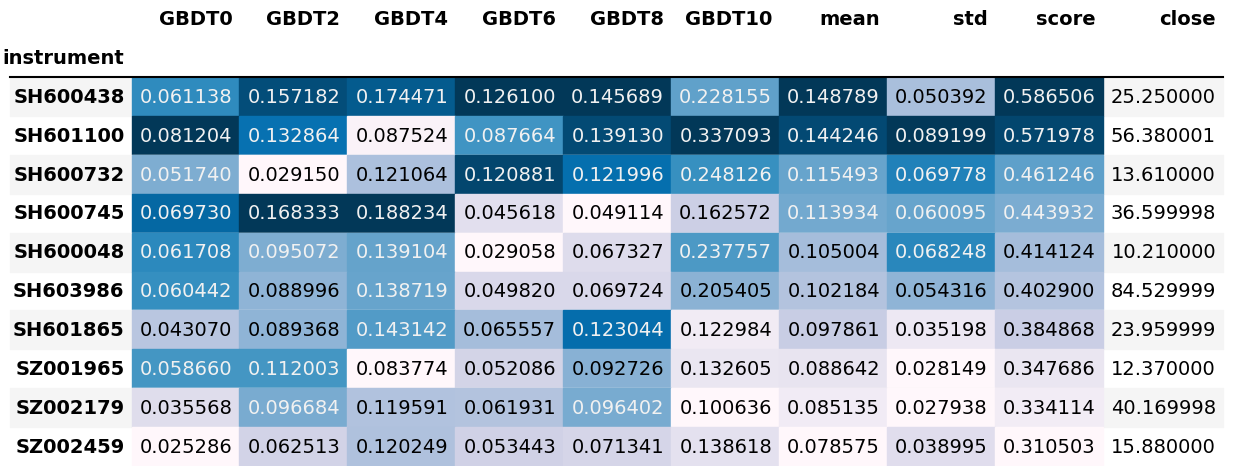 GBDT0 GBDT2 GBDT4 GBDT6 GBDT8 GBDT10 mean std score close
instrument
SH600438 0.061138 0.157182 0.174471 0.126100 0.145689 0.228155 0.148789 0.050392 0.586506 25.250000
SH601100 0.081204 0.132864 0.087524 0.087664 0.139130 0.337093 0.144246 0.089199 0.571978 56.380001
SH600732 0.051740 0.029150 0.121064 0.120881 0.121996 0.248126 0.115493 0.069778 0.461246 13.610000
SH600745 0.069730 0.168333 0.188234 0.045618 0.049114 0.162572 0.113934 0.060095 0.443932 36.599998
SH600048 0.061708 0.095072 0.139104 0.029058 0.067327 0.237757 0.105004 0.068248 0.414124 10.210000
SH603986 0.060442 0.088996 0.138719 0.049820 0.069724 0.205405 0.102184 0.054316 0.402900 84.529999
SH601865 0.043070 0.089368 0.143142 0.065557 0.123044 0.122984 0.097861 0.035198 0.384868 23.959999
SZ001965 0.058660 0.112003 0.083774 0.052086 0.092726 0.132605 0.088642 0.028149 0.347686 12.370000
SZ002179 0.035568 0.096684 0.119591 0.061931 0.096402 0.100636 0.085135 0.027938 0.334114 40.169998
SZ002459 0.025286 0.062513 0.120249 0.053443 0.071341 0.138618 0.078575 0.038995 0.310503 15.880000